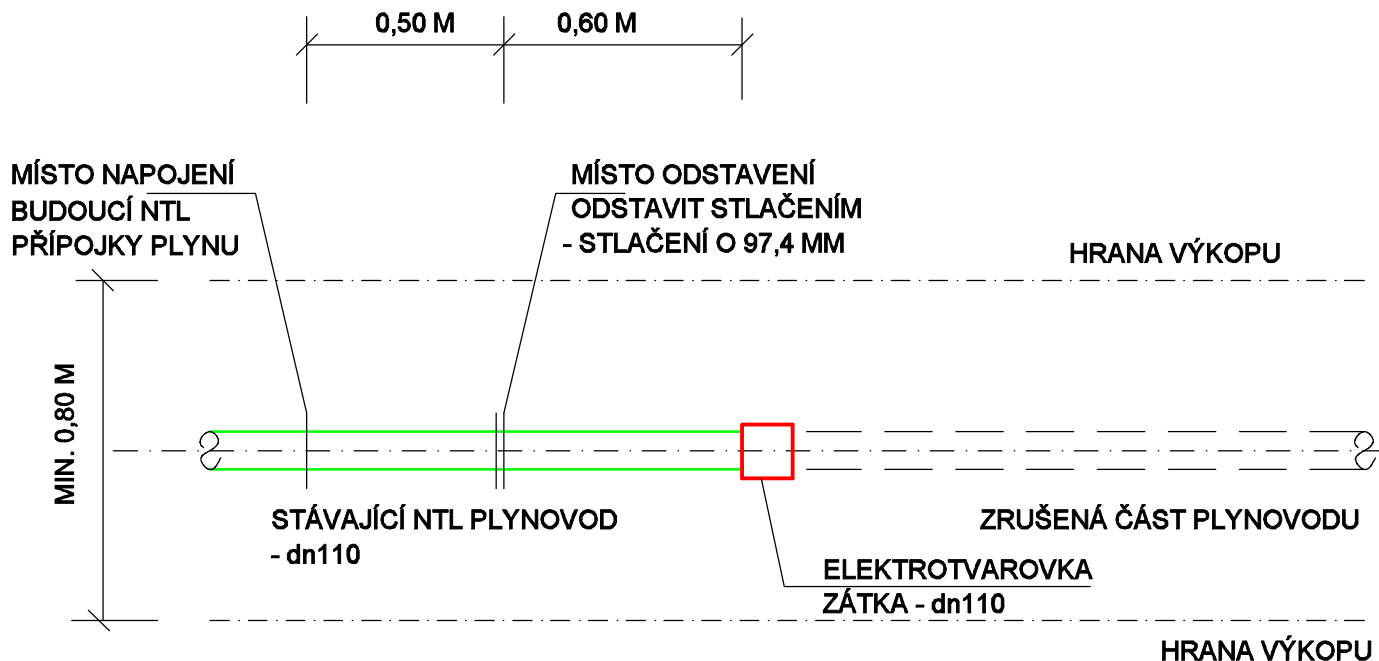 0,50 M
0,60 M
MÍSTO NAPOJENÍ
BUDOUCÍ NTL
PŘÍPOJKY PLYNU
MÍSTO ODSTAVENÍ
ODSTAVIT STLAČENÍM
- STLAČENÍ O 97,4 MM
HRANA VÝKOPU
MIN. 0,80 M
STÁVAJÍCÍ NTL PLYNOVOD
- dn110
ZRUŠENÁ ČÁST PLYNOVODU
ELEKTROTVAROVKA
ZÁTKA - dn110
HRANA VÝKOPU